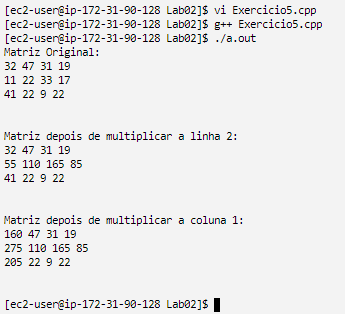 [ec2-user@ip-172-31-90-128 Lab02]$ vi Exercicio5.cpp
[ec2-user@ip-172-31-90-128 Lab02]$ g++ Exercicio5.cpp
[ec2-user@ip-172-31-90-128 Lab02]$ ./a.out
Matriz Original:
32 47 31 19
11 22 33 17
41 22 9 22
Matriz depois de multiplicar a linha 2:
32 47 31 19
55 110 165 85
41 22 9 22
Matriz depois de multiplicar a coluna 1:
160 47 31 19
275 110 165 85
205 22 9 22
[ec2-user@ip-172-31-90-128 Lab02]$